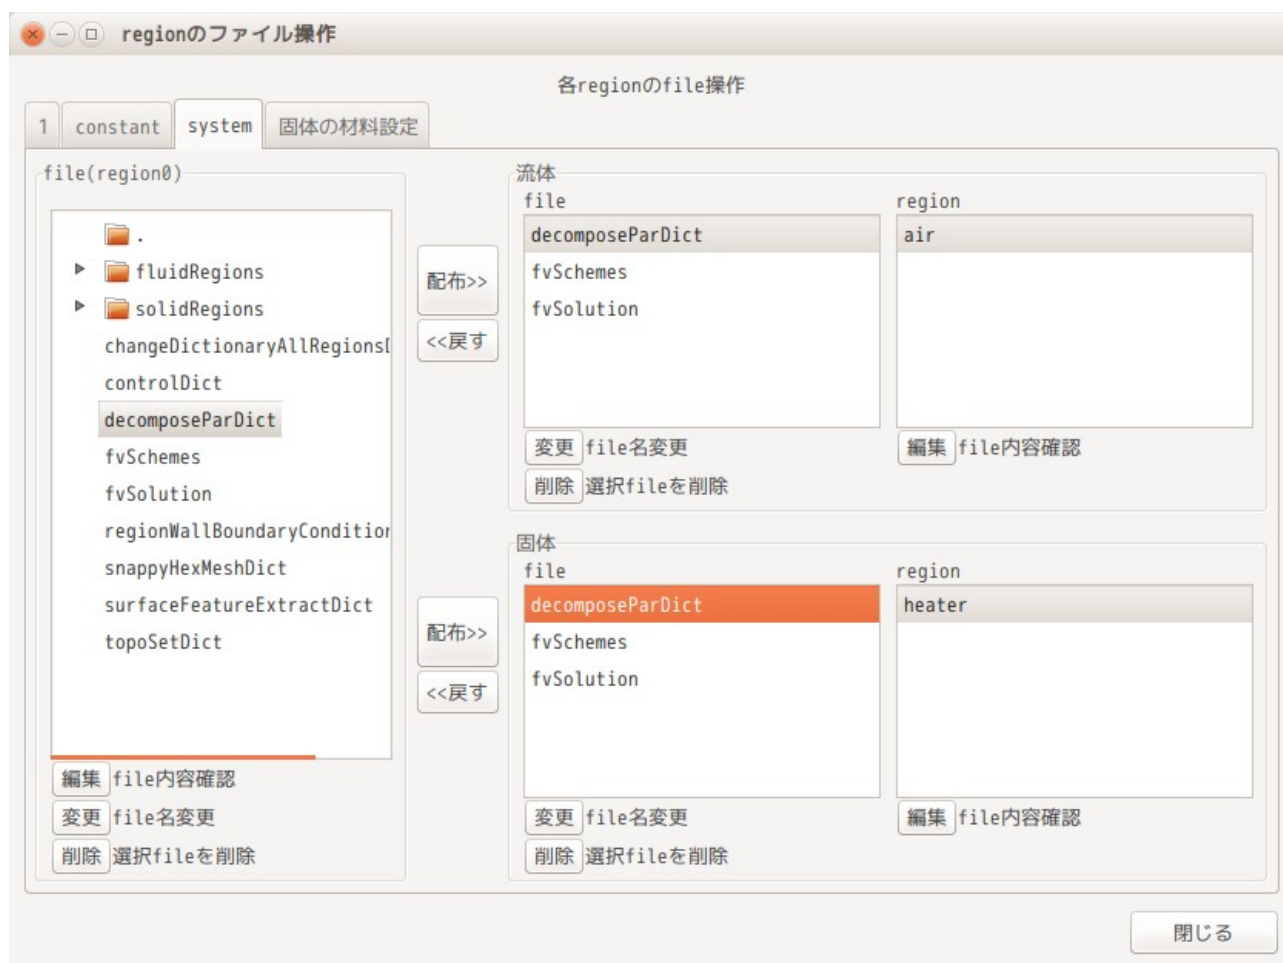 regionのファイル操作
各regionのfile操作
1 constant system 固体の材料設定
file(region0)
.
fluidRegions
solidRegions
changeDictionaryAllRegions
controlDict
decomposeParDict
fvSchemes
fvSolution
regionWallBoundaryCondition
snappyHexMeshDict
surfaceFeatureExtractDict
topoSetDict
編集 file内容確認
変更 file名変更
削除 選択fileを削除
配布>>
<<戻す
配布>>
<<戻す
流体
file region
decomposeParDict air
fvSchemes
fvSolution
変更 file名変更 編集 file内容確認
削除 選択fileを削除
固体
file region
decomposeParDict heater
fvSchemes
fvSolution
変更 file名変更 編集 file内容確認
削除 選択fileを削除
閉じる